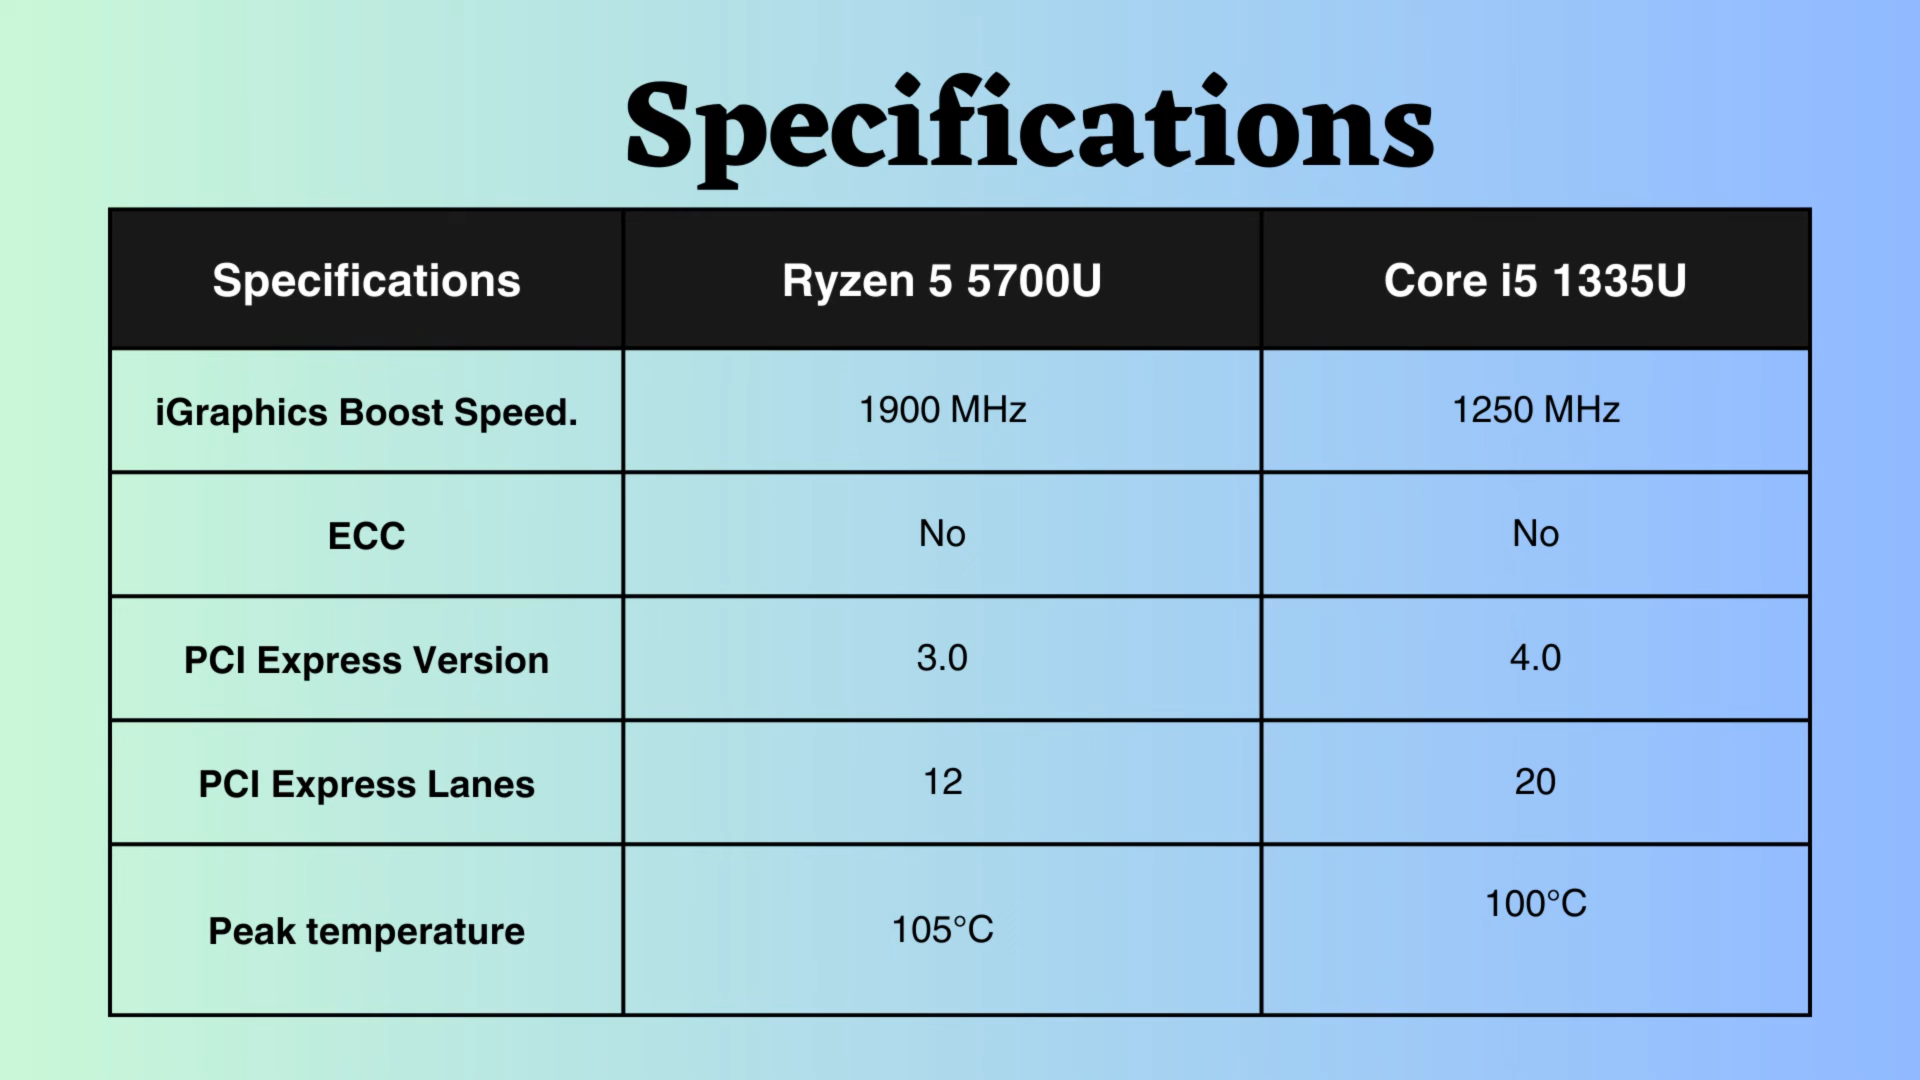 Specifications
Specifications Ryzen 5 5700U Core i5 1335U
iGraphics Boost Speed. 1900 MHz 1250 MHz
ECC No No
PCI Express Version 3.0 4.0
PCI Express Lanes 12 20
Peak temperature 105°C 100°C